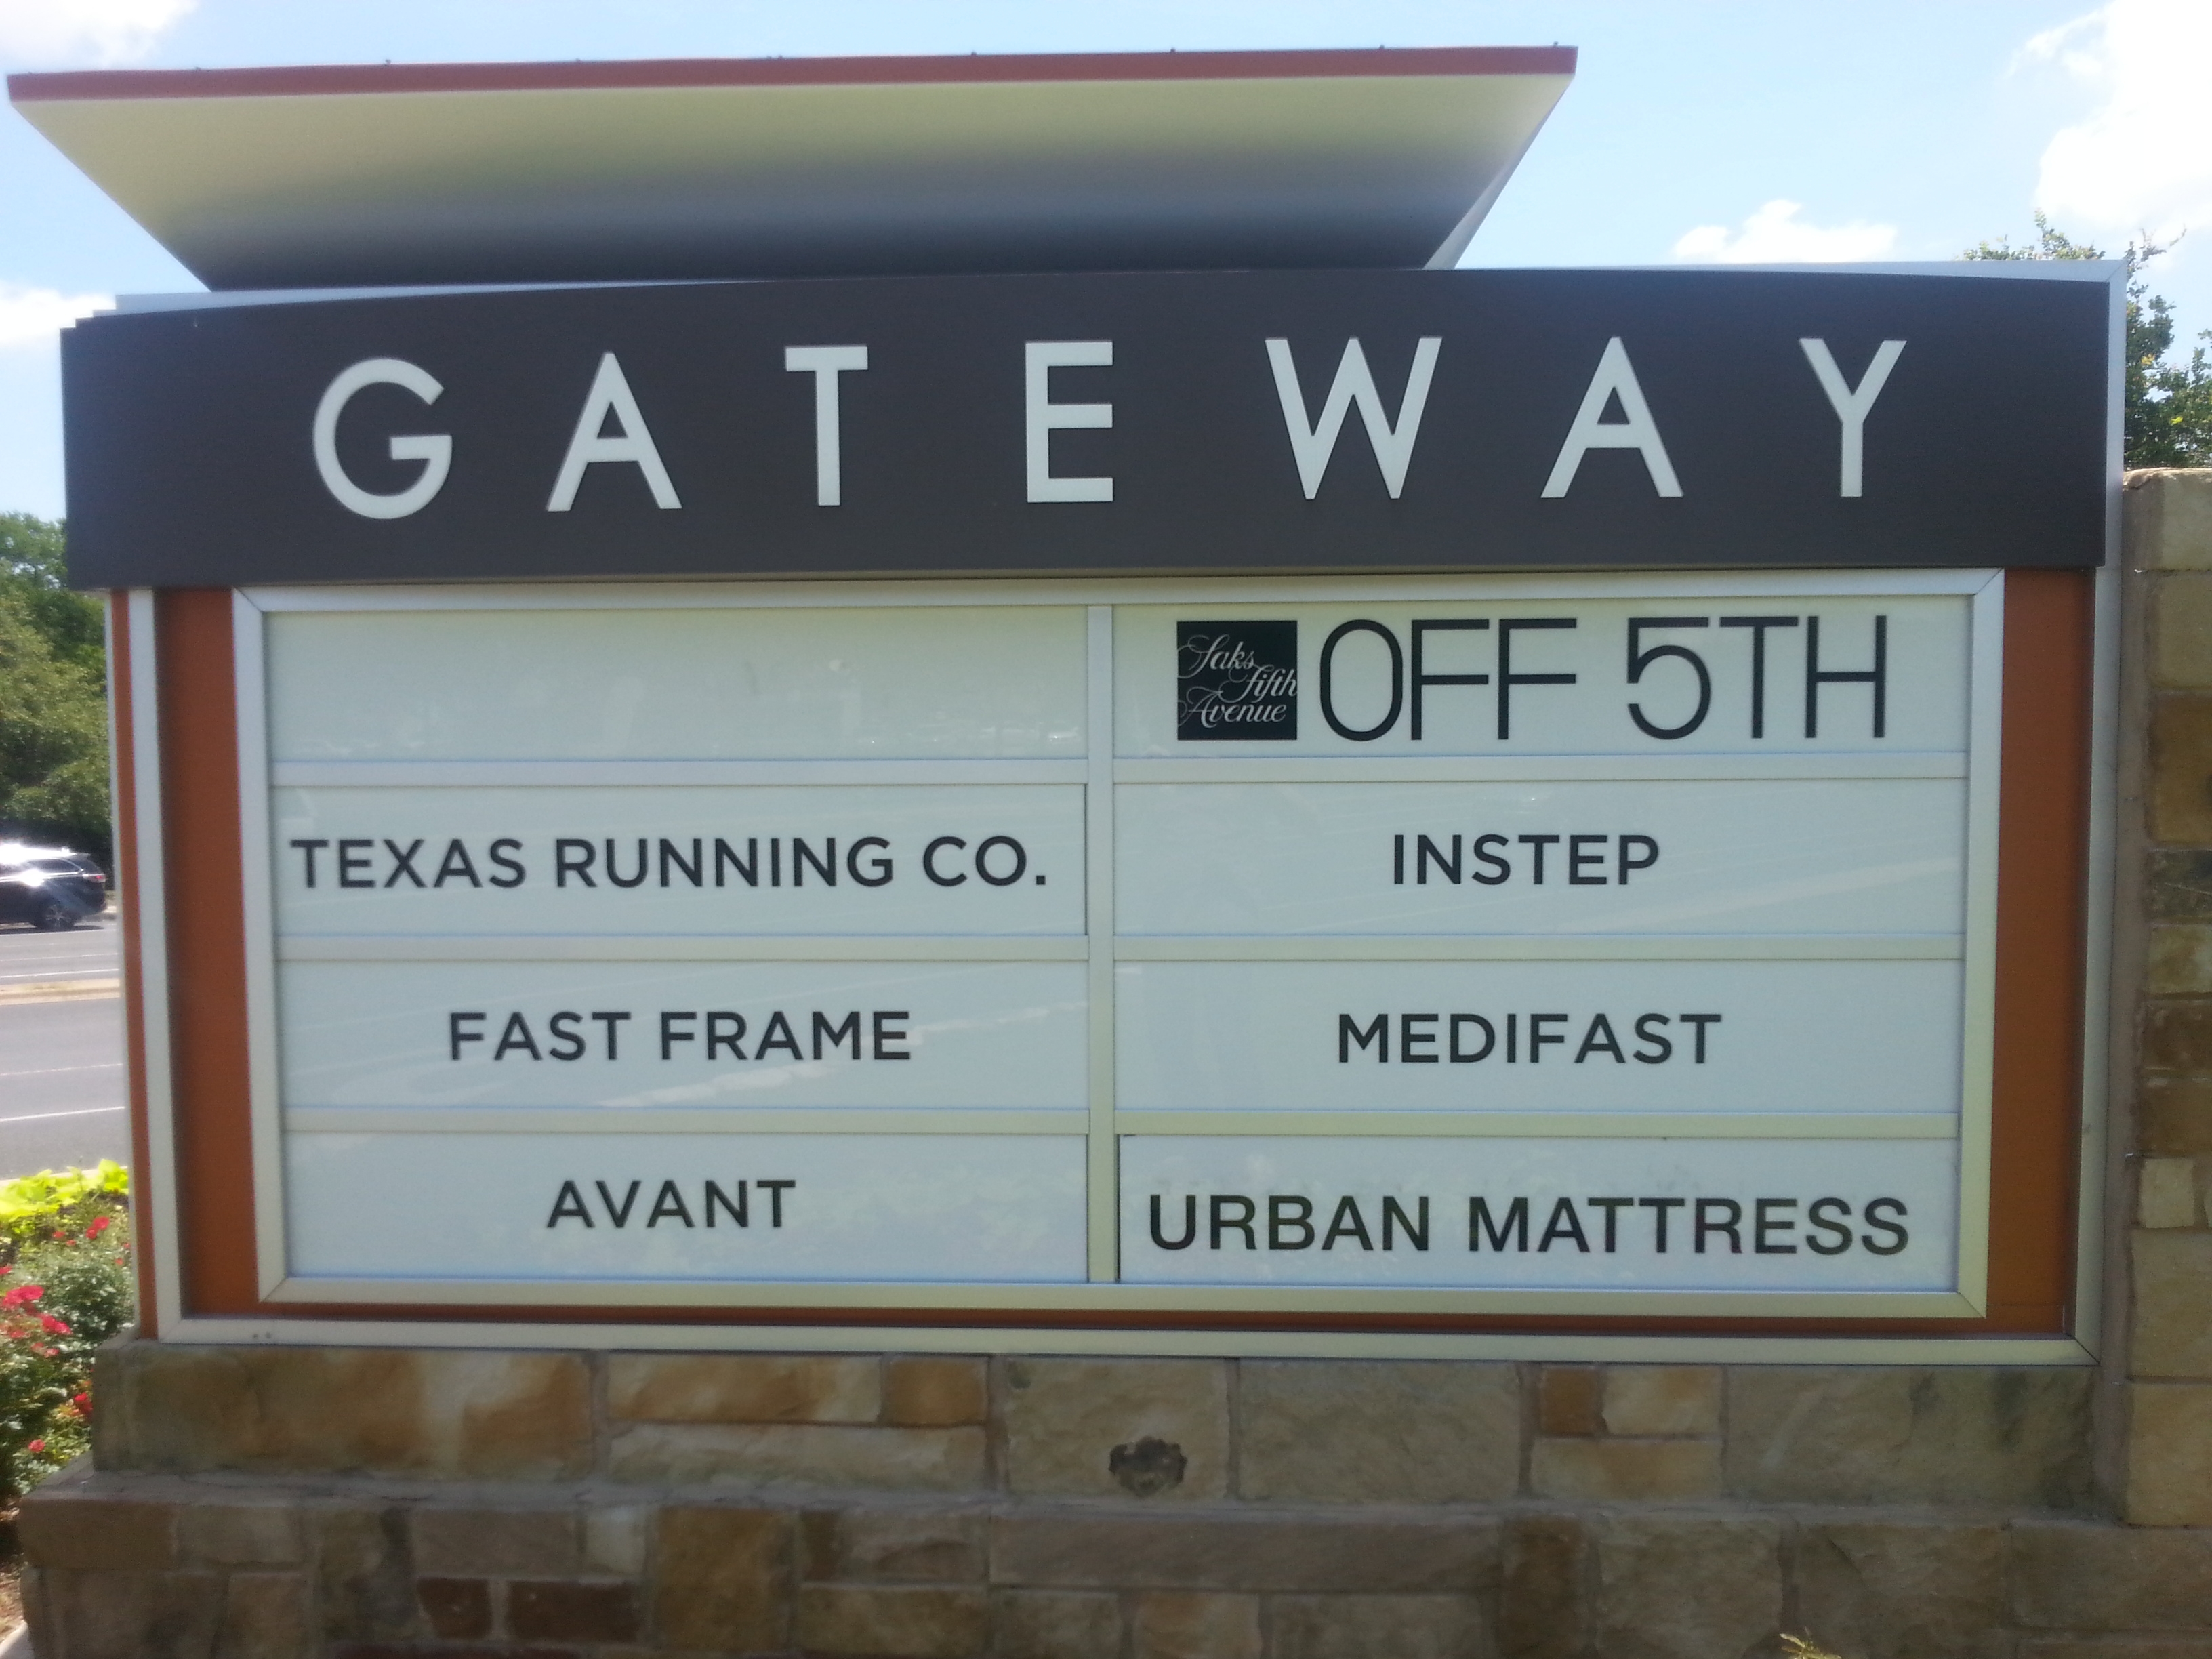 GATEWAY
Saks
Fifth
Avenue
OFF 5TH
TEXAS RUNNING CO.
INSTEP
FAST FRAME
MEDIFAST
AVANT
URBAN MATTRESS